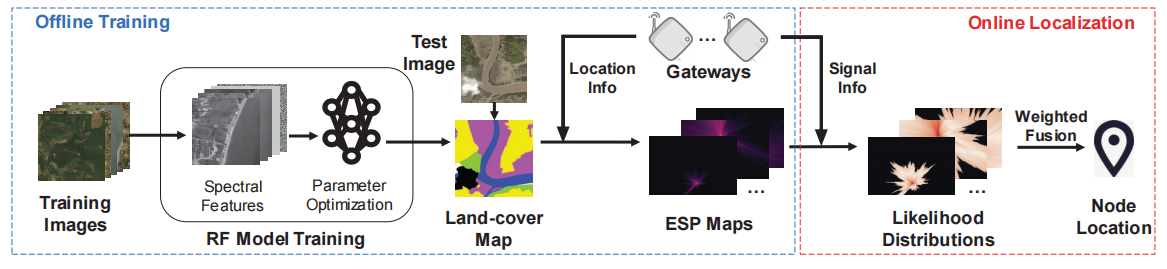 Offline Training
Online Localization
Test
Image
...
Gateways
Location
Info
Signal
Info
Training
Images
Spectral
Features
Parameter
Optimization
RF Model Training
Land-cover
Map
...
ESP Maps
...
Likelihood
Distributions
Weighted
Fusion
Node
Location